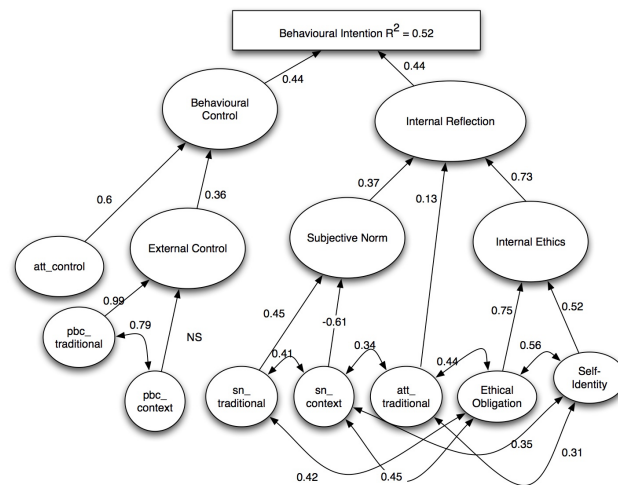 Behavioural Intention R2 = 0.52
0.44
0.44
Behavioural
Control
Internal Reflection
0.6
0.36
0.37
0.13
0.73
att_control
External Control
Subjective Norm
Internal Ethics
0.99
pbc_
traditional
0.79
NS
0.45
-0.61
0.75
0.52
0.41
0.34
0.44
0.56
pbc_
context
sn_
traditional
sn_
context
att_
traditional
Ethical
Obligation
Self-
Identity
0.42
0.45
0.35
0.31